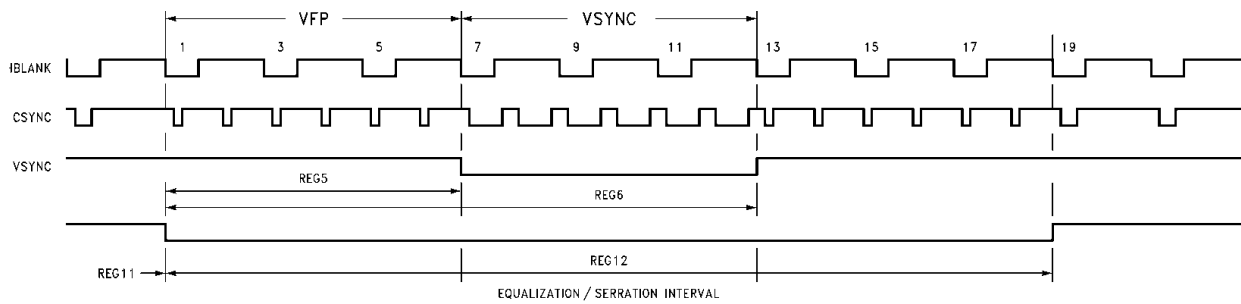 VFP VSYNC
1 3 5 7 9 11 13 15 17 19
HBLANK
CSYNC
VSYNC
REG5
REG6
REG11 REG12
EQUALIZATION / SERRATION INTERVAL